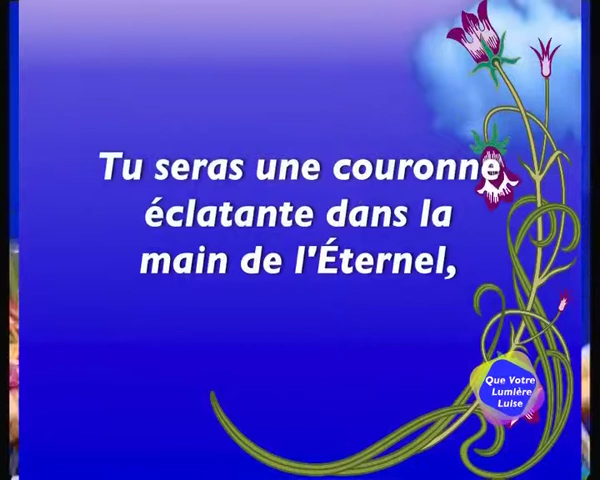 Tu seras une couronne
éclatante dans la
main de l'Éternel,
Que Votre
Lumière
Luise